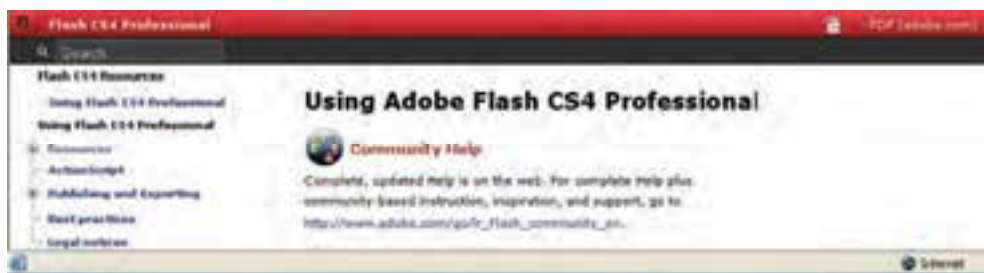 Flash CS4 Professional
PDF (adobe.com)
Search
Flash CS4 Resources
Using Flash CS4 Professional
Using Flash CS4 Professional
Resources
ActionScript
Publishing and Exporting
Best practices
Legal notices
Using Adobe Flash CS4 Professional
Community Help
Complete, updated Help is on the web. For complete Help plus
community based instruction, inspiration, and support, go to
http://www.adobe.com/go/lr_Flash_community_en.
Internet